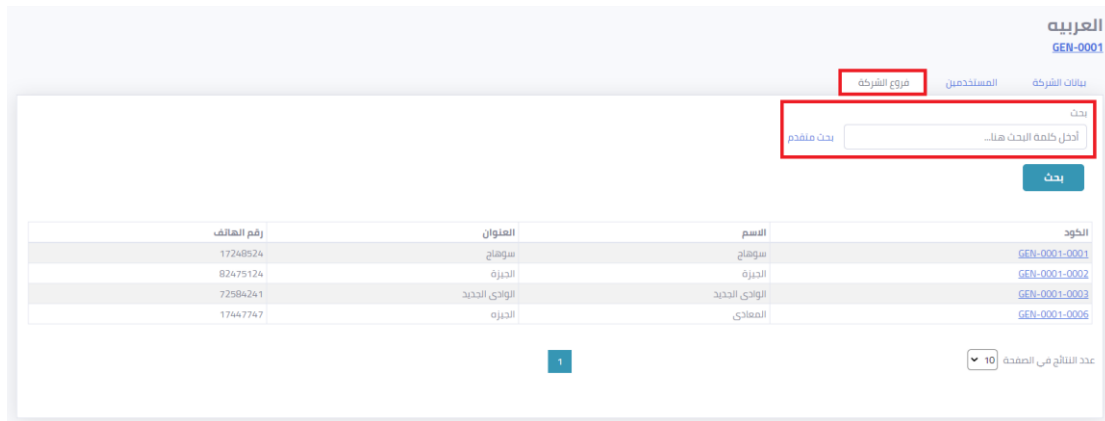 العربيه
GEN-0001
بيانات الشركة المستخدمين فروع الشركة
بحث
أدخل كلمة البحث هنا... بحث متقدم
بحث
الكود الاسم العنوان رقم الهاتف
GEN-0001-0001 سوهاج سوهاج 17248524
GEN-0001-0002 الجيزة الجيزة 82475124
GEN-0001-0003 الوادى الجديد الوادى الجديد 72584241
GEN-0001-0006 المعادى الجيزه 17447747
عدد النتائج في الصفحة 10 1